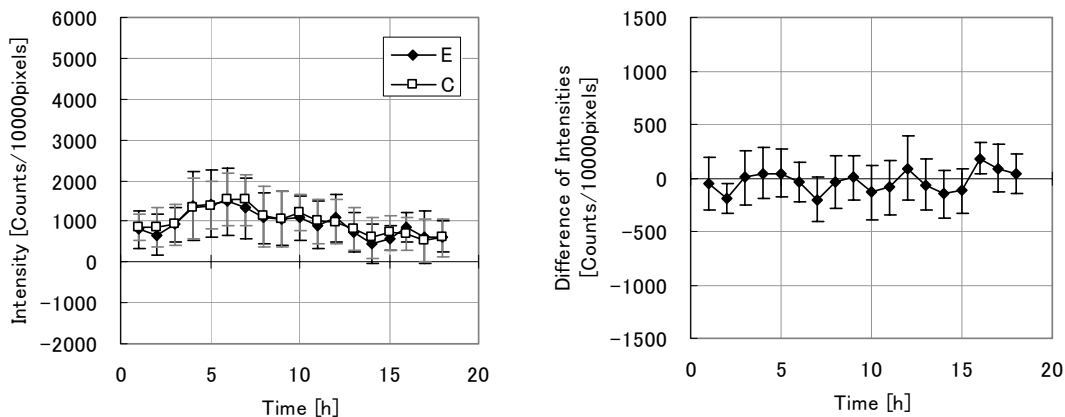 6000
5000
4000
3000
2000
1000
0
-1000
-2000
0 5 10 15 20
Intensity [Counts/10000pixels]
Time [h]
E
C
1500
1000
500
0
-500
-1000
-1500
0 5 10 15 20
Difference of Intensities
[Counts/10000pixels]
Time [h]